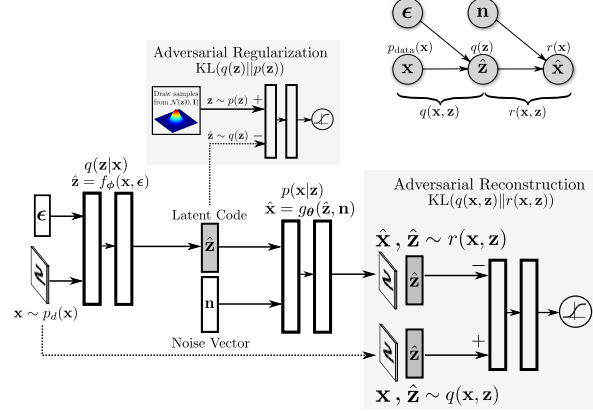 ϵ
n
p_data(x)
q(z)
r(x)
x
ẑ
x̂
q(x, z)
r(x, z)
Adversarial Regularization
KL(q(z)||p(z))
Draw samples
from 𝒩(z|0, I)
z ∼ p(z) +
ẑ ∼ q(z) −
q(z|x)
ẑ = f_ϕ(x, ϵ)
ϵ
x ∼ p_d(x)
Latent Code
ẑ
n
Noise Vector
p(x|z)
x̂ = g_θ(ẑ, n)
Adversarial Reconstruction
KL(q(x, z)||r(x, z))
x̂ , ẑ ∼ r(x, z)
ẑ
−
ẑ
+
x , ẑ ∼ q(x, z)